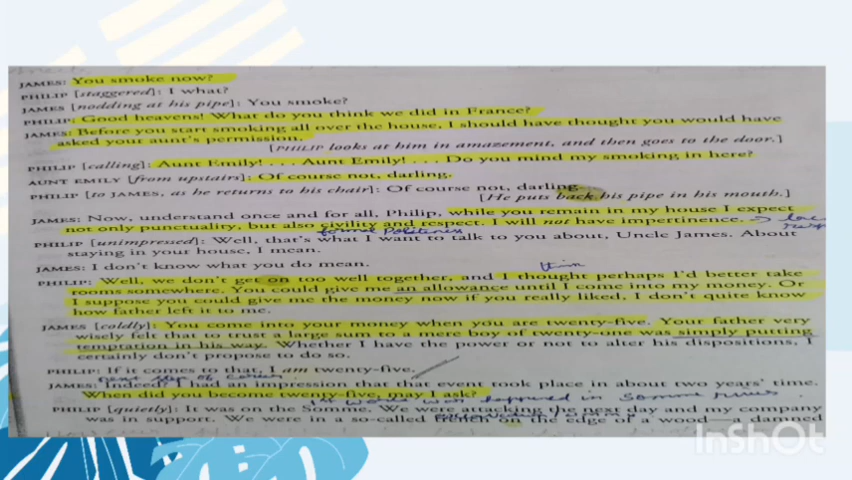 JAMES: You smoke now?
PHILIP [staggered]: I what?
JAMES [nodding at his pipe]: You smoke?
PHILIP: Good heavens! What do you think we did in France?
JAMES: Before you start smoking all over the house, I should have thought you would have
asked your aunt's permission.
[PHILIP looks at him in amazement, and then goes to the door.]
PHILIP [calling]: Aunt Emily! . . . Aunt Emily! . . . Do you mind my smoking in here?
AUNT EMILY [from upstairs]: Of course not, darling.
PHILIP [to JAMES, as he returns to his chair]: Of course not, darling.
[He puts back his pipe in his mouth.]
JAMES: Now, understand once and for all, Philip, while you remain in my house I expect
not only punctuality, but also civility and respect. I will not have impertinence.
formal Politeness
PHILIP [unimpressed]: Well, that's what I want to talk to you about, Uncle James. About
staying in your house, I mean.
JAMES: I don't know what you do mean.
PHILIP: Well, we don't get on too well together, and I thought perhaps I'd better take
rooms somewhere. You could give me an allowance until I come into my money. Or
I suppose you could give me the money now if you really liked. I don't quite know
how father left it to me.
JAMES [coldly]: You come into your money when you are twenty-five. Your father very
wisely felt that to trust a large sum to a mere boy of twenty-one was simply putting
temptation in his way. Whether I have the power or not to alter his dispositions, I
certainly don't propose to do so.
PHILIP: If it comes to that, I am twenty-five.
JAMES: Indeed? I had an impression that that event took place in about two years' time.
When did you become twenty-five, may I ask?
PHILIP [quietly]: It was on the Somme. We were attacking the next day and my company
was in support. We were in a so-called trench on the edge of a wood—a damned
InShot